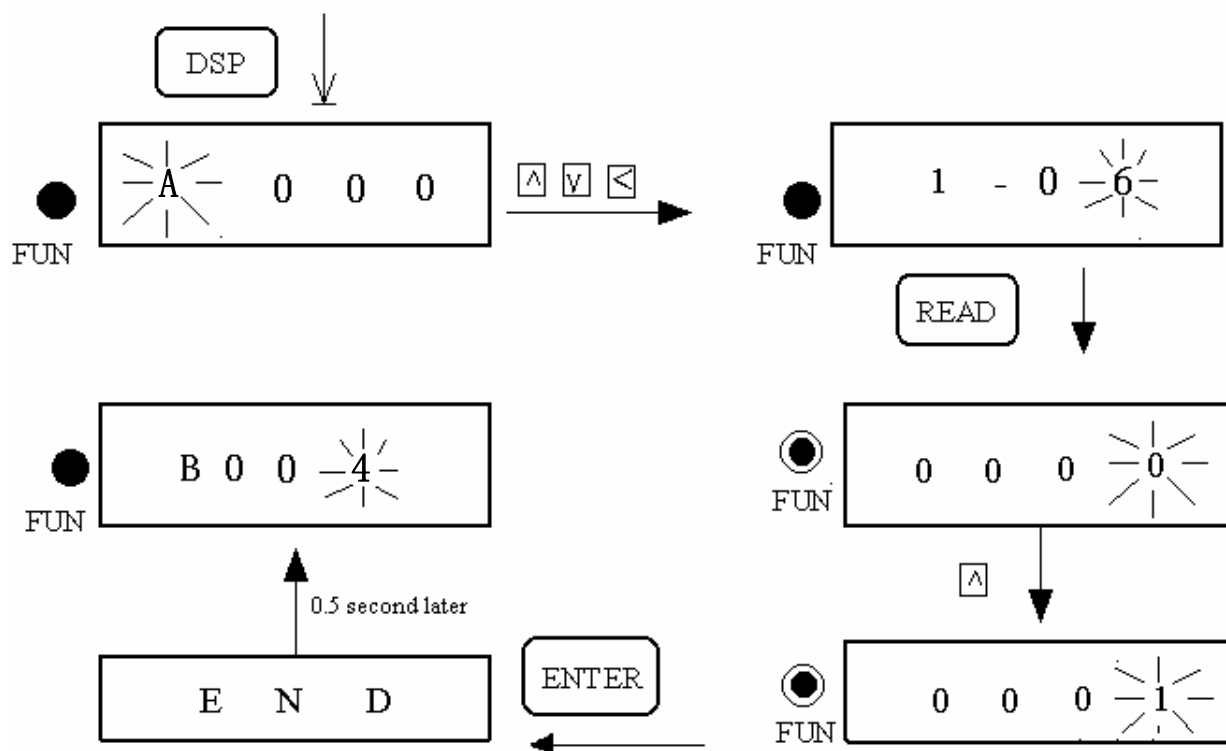 DSP
A 0 0 0
FUN
^ v <
1 - 0 6
FUN
READ
0 0 0 0
FUN
^
0 0 0 1
FUN
ENTER
E N D
0.5 second later
B 0 0 4
FUN